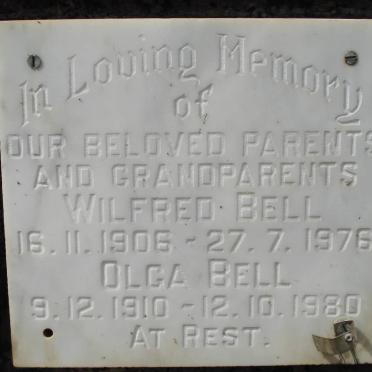 In Loving Memory
of
OUR BELOVED PARENTS
AND GRANDPARENTS
WILFRED BELL
16.11.1906 - 27.7.1976
OLGA BELL
9.12.1910 - 12.10.1980
AT REST.